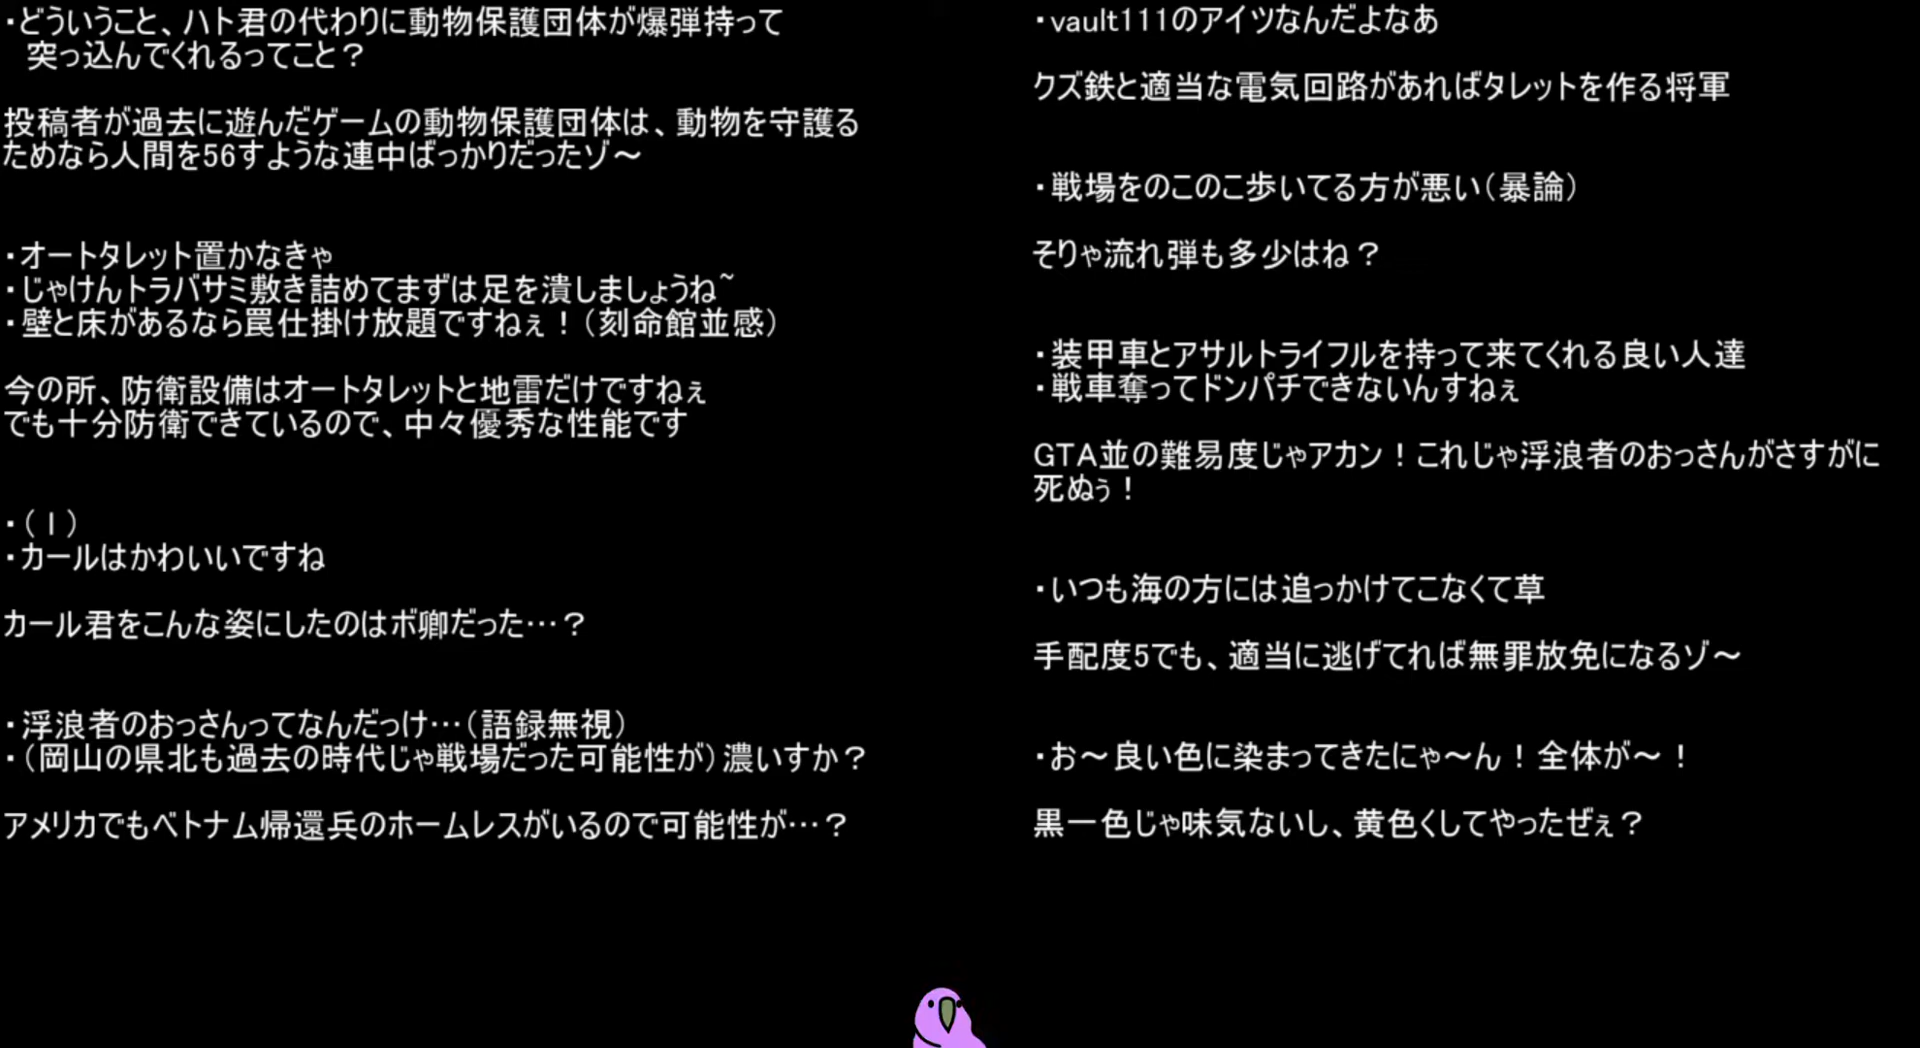 ・どういうこと、ハト君の代わりに動物保護団体が爆弾持って
突っ込んでくれるってこと？
投稿者が過去に遊んだゲームの動物保護団体は、動物を守護る
ためなら人間を56すような連中ばっかりだったゾ～
・オートタレット置かなきゃ
・じゃけんトラバサミ敷き詰めてまずは足を潰しましょうね~
・壁と床があるなら罠仕掛け放題ですねぇ！（刻命館並感）
今の所、防衛設備はオートタレットと地雷だけですねぇ
でも十分防衛できているので、中々優秀な性能です
・（Ｉ）
・カールはかわいいですね
カール君をこんな姿にしたのはボ卿だった…？
・浮浪者のおっさんってなんだっけ…（語録無視）
・（岡山の県北も過去の時代じゃ戦場だった可能性が）濃いすか？
アメリカでもベトナム帰還兵のホームレスがいるので可能性が…？
・vault111のアイツなんだよなあ
クズ鉄と適当な電気回路があればタレットを作る将軍
・戦場をのこのこ歩いてる方が悪い（暴論）
そりゃ流れ弾も多少はね？
・装甲車とアサルトライフルを持って来てくれる良い人達
・戦車奪ってドンパチできないんすねぇ
GTA並の難易度じゃアカン！これじゃ浮浪者のおっさんがさすがに
死ぬぅ！
・いつも海の方には追っかけてこなくて草
手配度5でも、適当に逃げてれば無罪放免になるゾ～
・お～良い色に染まってきたにゃ～ん！全体が～！
黒一色じゃ味気ないし、黄色くしてやったぜぇ？